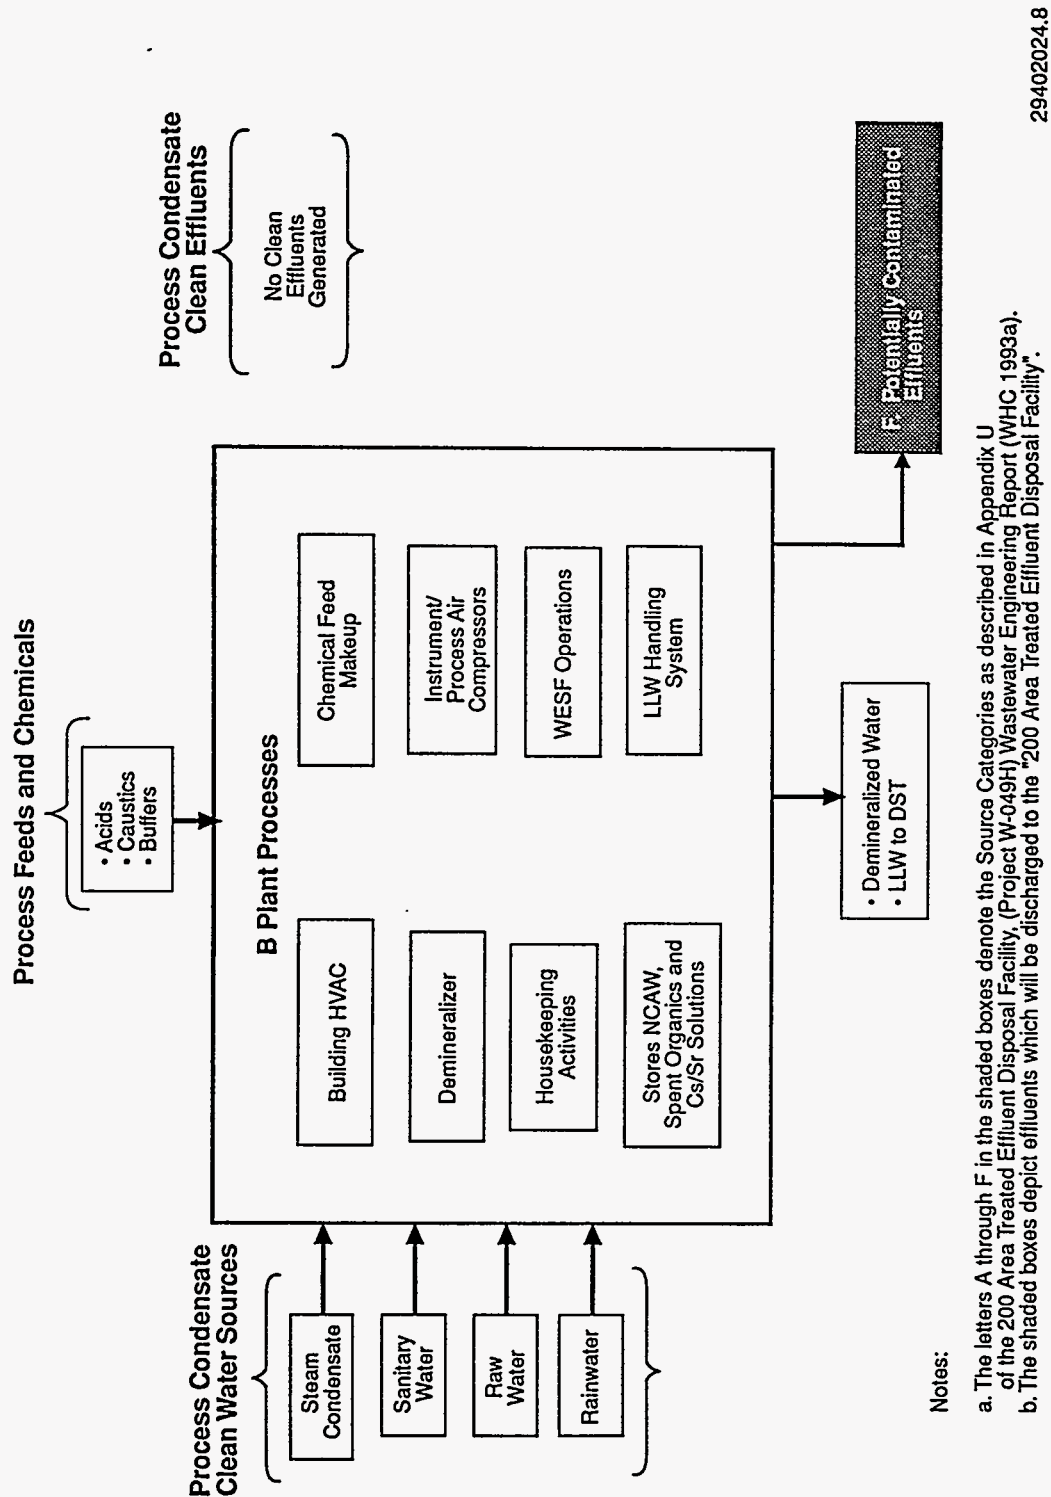 Process Feeds and Chemicals
• Acids
• Caustics
• Buffers
Process Condensate
Clean Water Sources
Steam
Condensate
Sanitary
Water
Raw
Water
Rainwater
B Plant Processes
Building HVAC
Demineralizer
Housekeeping
Activities
Stores NCAW,
Spent Organics and
Cs/Sr Solutions
Chemical Feed
Makeup
Instrument/
Process Air
Compressors
WESF Operations
LLW Handling
System
Process Condensate
Clean Effluents
No Clean
Effluents
Generated
• Demineralized Water
• LLW to DST
F. Potentially Contaminated
Effluents
Notes:
a. The letters A through F in the shaded boxes denote the Source Categories as described in Appendix U
of the 200 Area Treated Effluent Disposal Facility, (Project W-049H) Wastewater Engineering Report (WHC 1993a).
b. The shaded boxes depict effluents which will be discharged to the "200 Area Treated Effluent Disposal Facility".
29402024.8